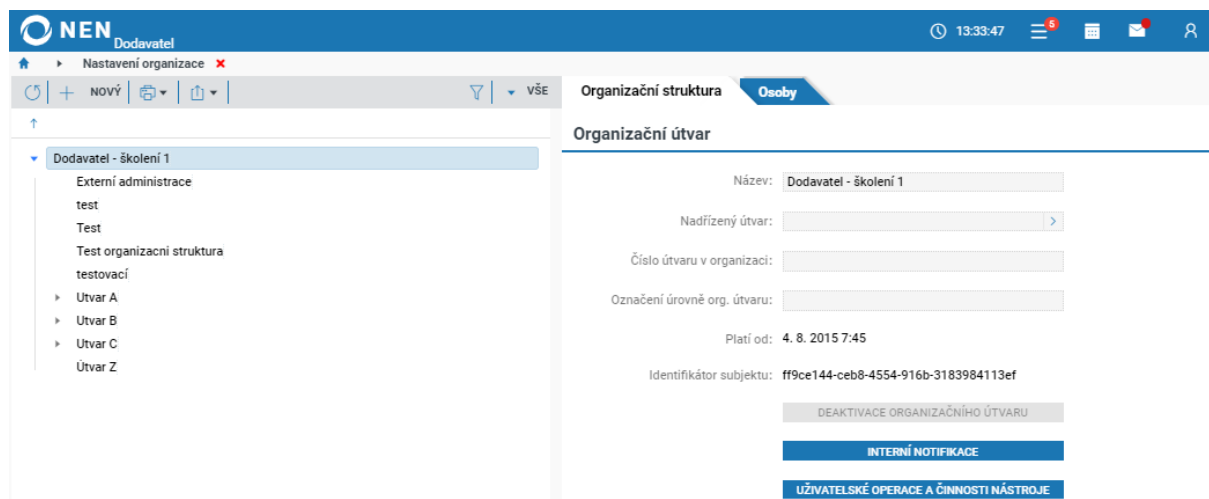 NEN Dodavatel
13:33:47
5
Nastavení organizace
NOVÝ
VŠE
Organizační struktura
Osoby
Dodavatel - školení 1
Externí administrace
test
Test
Test organizacni struktura
testovací
Utvar A
Utvar B
Utvar C
Útvar Z
Organizační útvar
Název: Dodavatel - školení 1
Nadřízený útvar:
Číslo útvaru v organizaci:
Označení úrovně org. útvaru:
Platí od: 4. 8. 2015 7:45
Identifikátor subjektu: ff9ce144-ceb8-4554-916b-3183984113ef
DEAKTIVACE ORGANIZAČNÍHO ÚTVARU
INTERNÍ NOTIFIKACE
UŽIVATELSKÉ OPERACE A ČINNOSTI NÁSTROJE